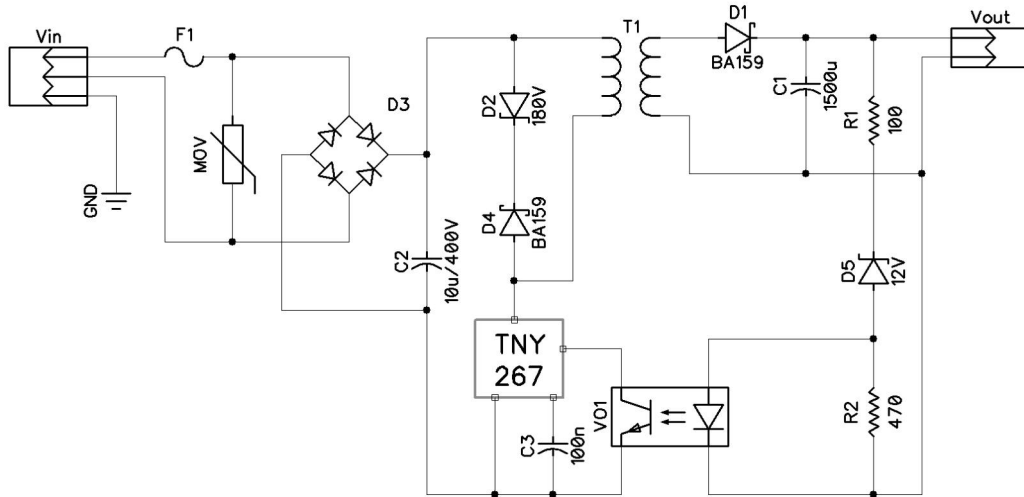 Vin
F1
MOV
GND
D3
C2
10u/400V
D2
180V
D4
BA159
T1
D1
BA159
C1
1500u
R1
100
Vout
D5
12V
TNY
267
C3
100n
VO1
R2
470